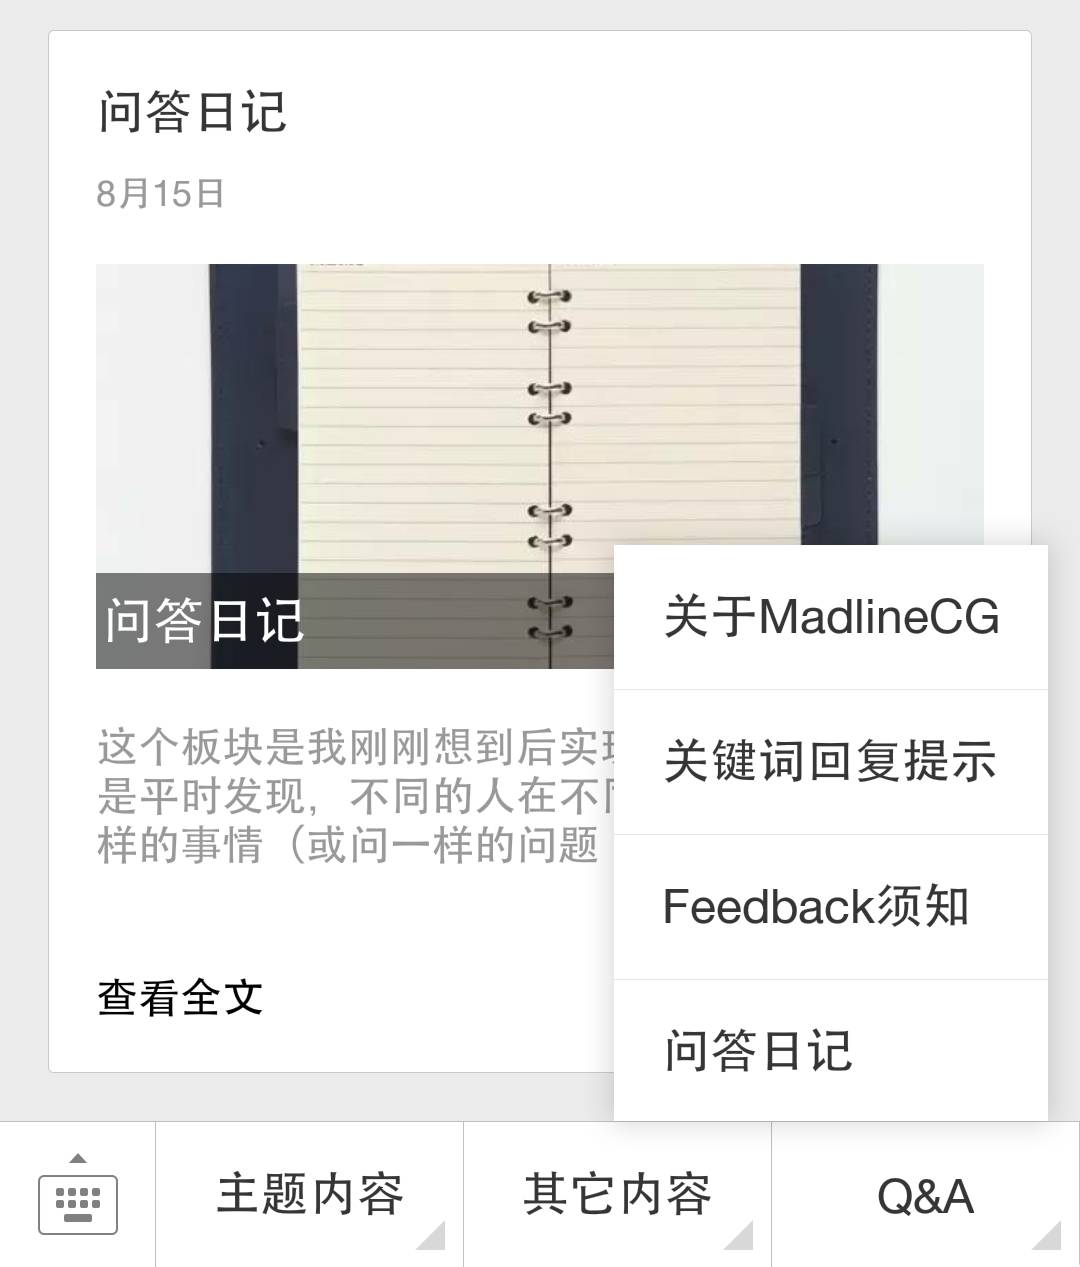 问答日记
8月15日
问答日记
这个板块是我刚刚想到后实
是平时发现，不同的人在不
样的事情（或问一样的问题
查看全文
关于MadlineCG
关键词回复提示
Feedback须知
问答日记
主题内容
其它内容
Q&A